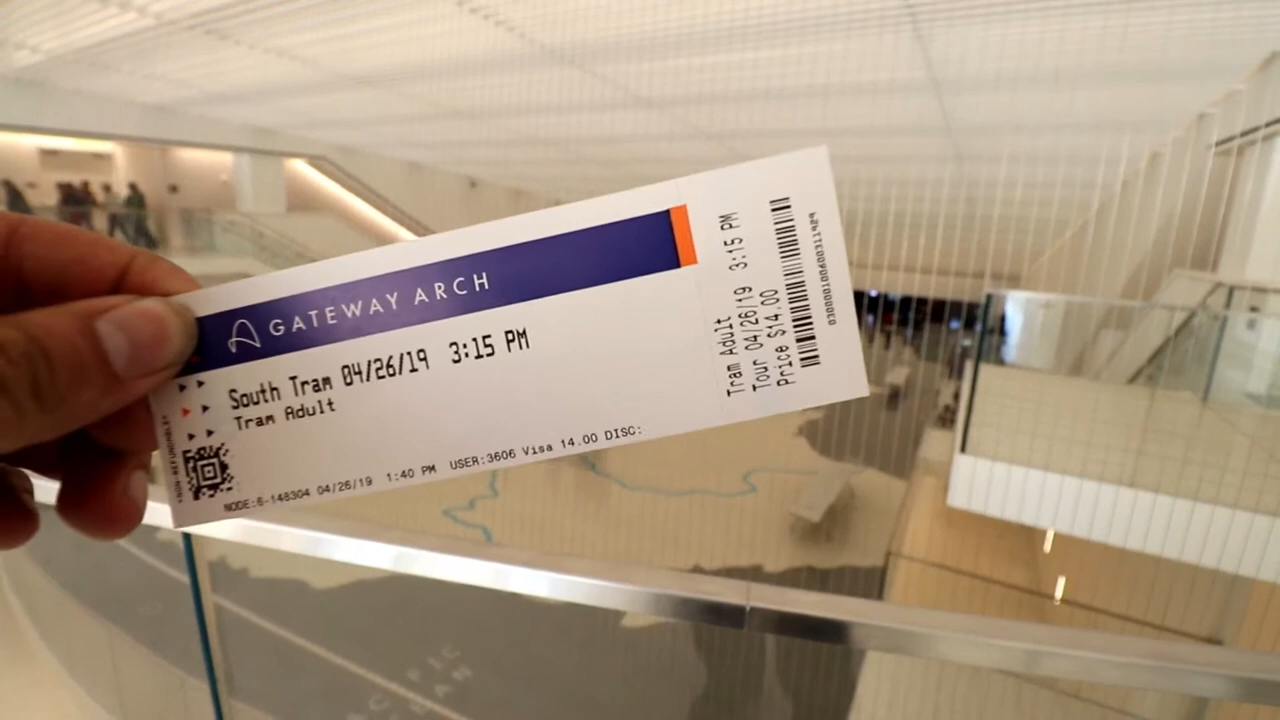 GATEWAY ARCH
South Tram 04/26/19 3:15 PM
Tram Adult
NODE:6-148304 04/26/19 1:40 PM USER:3606 Visa 14.00 DISC:
Tram Adult
Tour 04/26/19 3:15 PM
Price $14.00